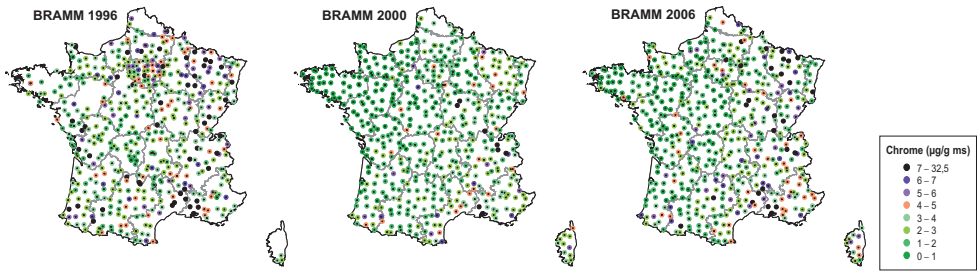 BRAMM 1996
BRAMM 2000
BRAMM 2006
Chrome (µg/g ms)
7 – 32,5
6 – 7
5 – 6
4 – 5
3 – 4
2 – 3
1 – 2
0 – 1